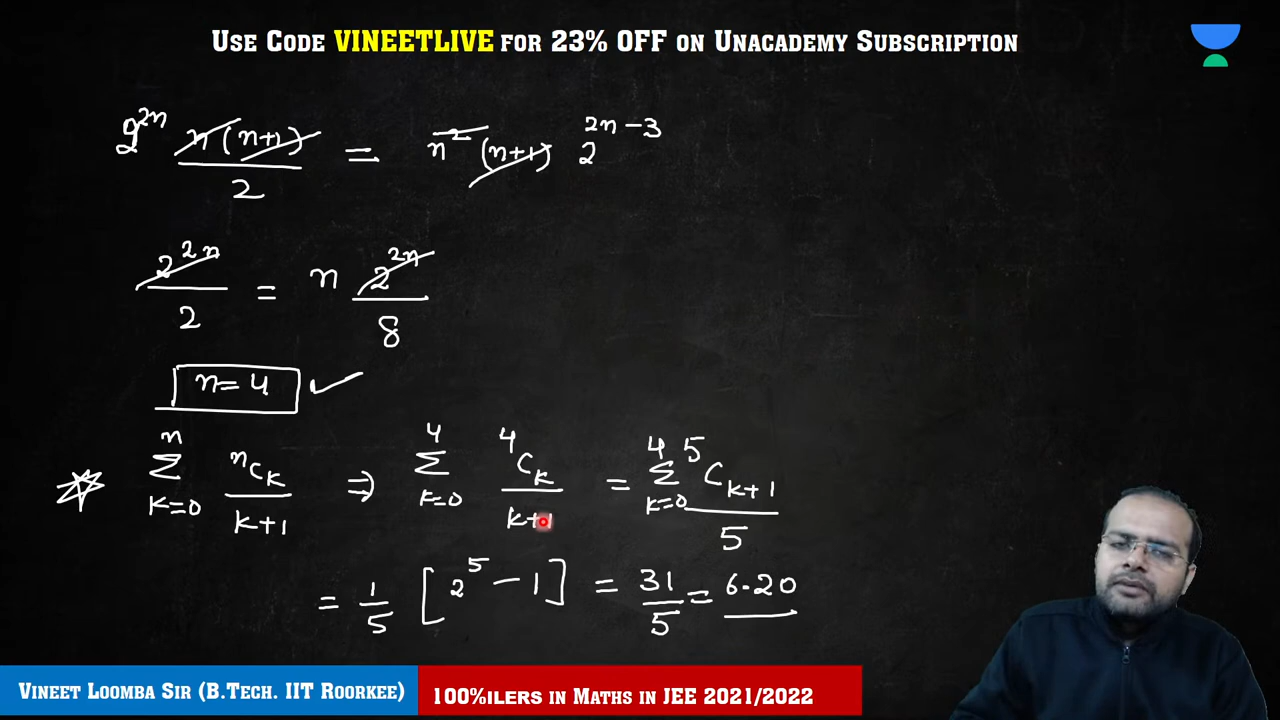 USE CODE VINEETLIVE FOR 23% OFF ON UNACADEMY SUBSCRIPTION
2^{2n} n(n+1)/2 = n^2 (n+1) 2^{2n-3}
2^{2n}/2 = n 2^{2n}/8
n=4 ✓
☆ Σ_{k=0}^{n} ^nC_k/(k+1) ⇒ Σ_{k=0}^{4} ^4C_k/(k+1) = Σ_{k=0}^{4} ^5C_{k+1}/5
= 1/5 [2^5 - 1] = 31/5 = 6.20
VINEET LOOMBA SIR (B.TECH. IIT ROORKEE)
100%ILERS IN MATHS IN JEE 2021/2022